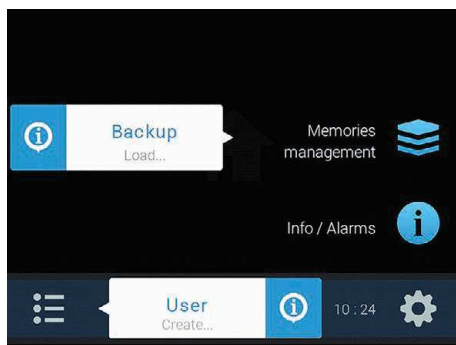 Backup
Load...
Memories
management
Info / Alarms
User
Create...
10 : 24